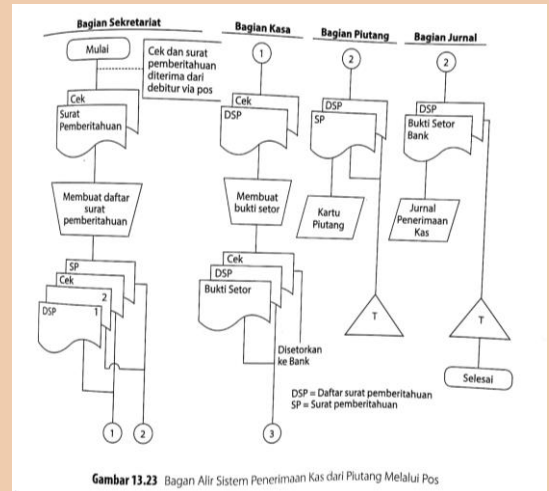 Bagian Sekretariat
Mulai
Cek dan surat
pemberitahuan
diterima dari
debitur via pos
Cek
Surat
Pemberitahuan
Membuat daftar
surat
pemberitahuan
SP
Cek
2
DSP
1
1
2
Bagian Kasa
1
Cek
DSP
Membuat
bukti setor
Cek
DSP
Bukti Setor
Disetorkan
ke Bank
3
Bagian Piutang
2
DSP
SP
Kartu
Piutang
T
Bagian Jurnal
2
DSP
Bukti Setor
Bank
Jurnal
Penerimaan
Kas
T
Selesai
DSP = Daftar surat pemberitahuan
SP = Surat pemberitahuan
Gambar 13.23 Bagan Alir Sistem Penerimaan Kas dari Piutang Melalui Pos